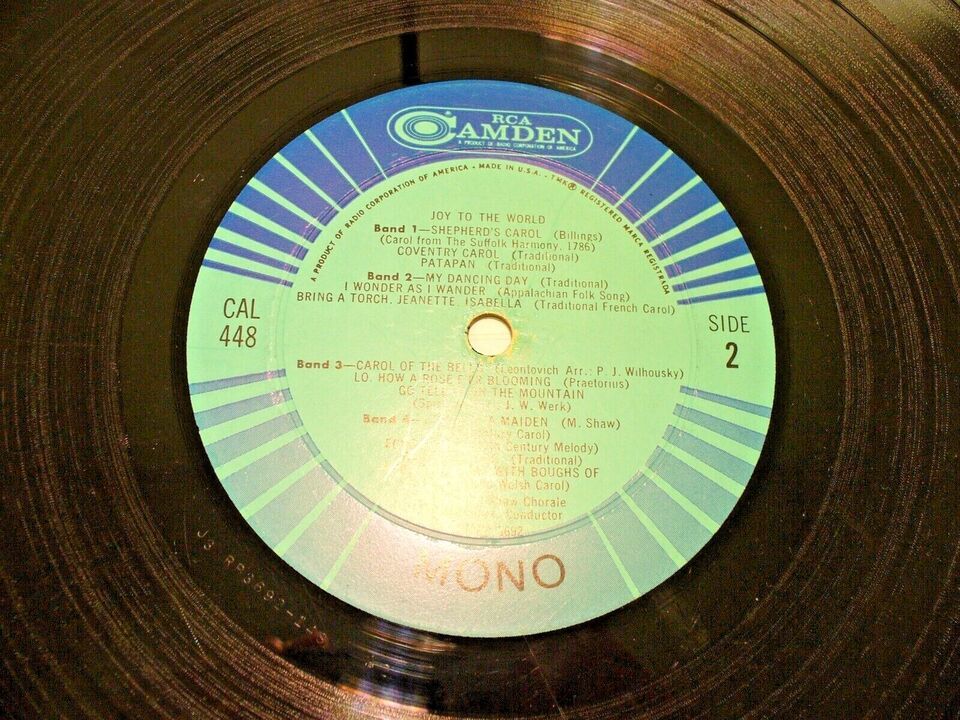 RCA
CAMDEN
A PRODUCT OF RADIO CORPORATION OF AMERICA
A PRODUCT OF RADIO CORPORATION OF AMERICA - MADE IN U.S.A. - TMK ® REGISTERED MARCA REGISTRADA
JOY TO THE WORLD
Band 1—SHEPHERD'S CAROL (Billings)
(Carol from The Suffolk Harmony, 1786)
COVENTRY CAROL (Traditional)
PATAPAN (Traditional)
Band 2—MY DANCING DAY (Traditional)
I WONDER AS I WANDER (Appalachian Folk Song)
BRING A TORCH, JEANETTE, ISABELLA (Traditional French Carol)
CAL
448
SIDE
2
Band 3—CAROL OF THE BELLS (Leontovich Arr.: P. J. Wilhousky)
LO, HOW A ROSE E'ER BLOOMING (Praetorius)
GO TELL THE MOUNTAIN
J. W. Werk)
Band 4 A MAIDEN (M. Shaw)
Carol)
Century Melody)
(Traditional)
WITH BOUGHS OF
Welsh Carol)
Shaw Chorale
Conductor
MONO